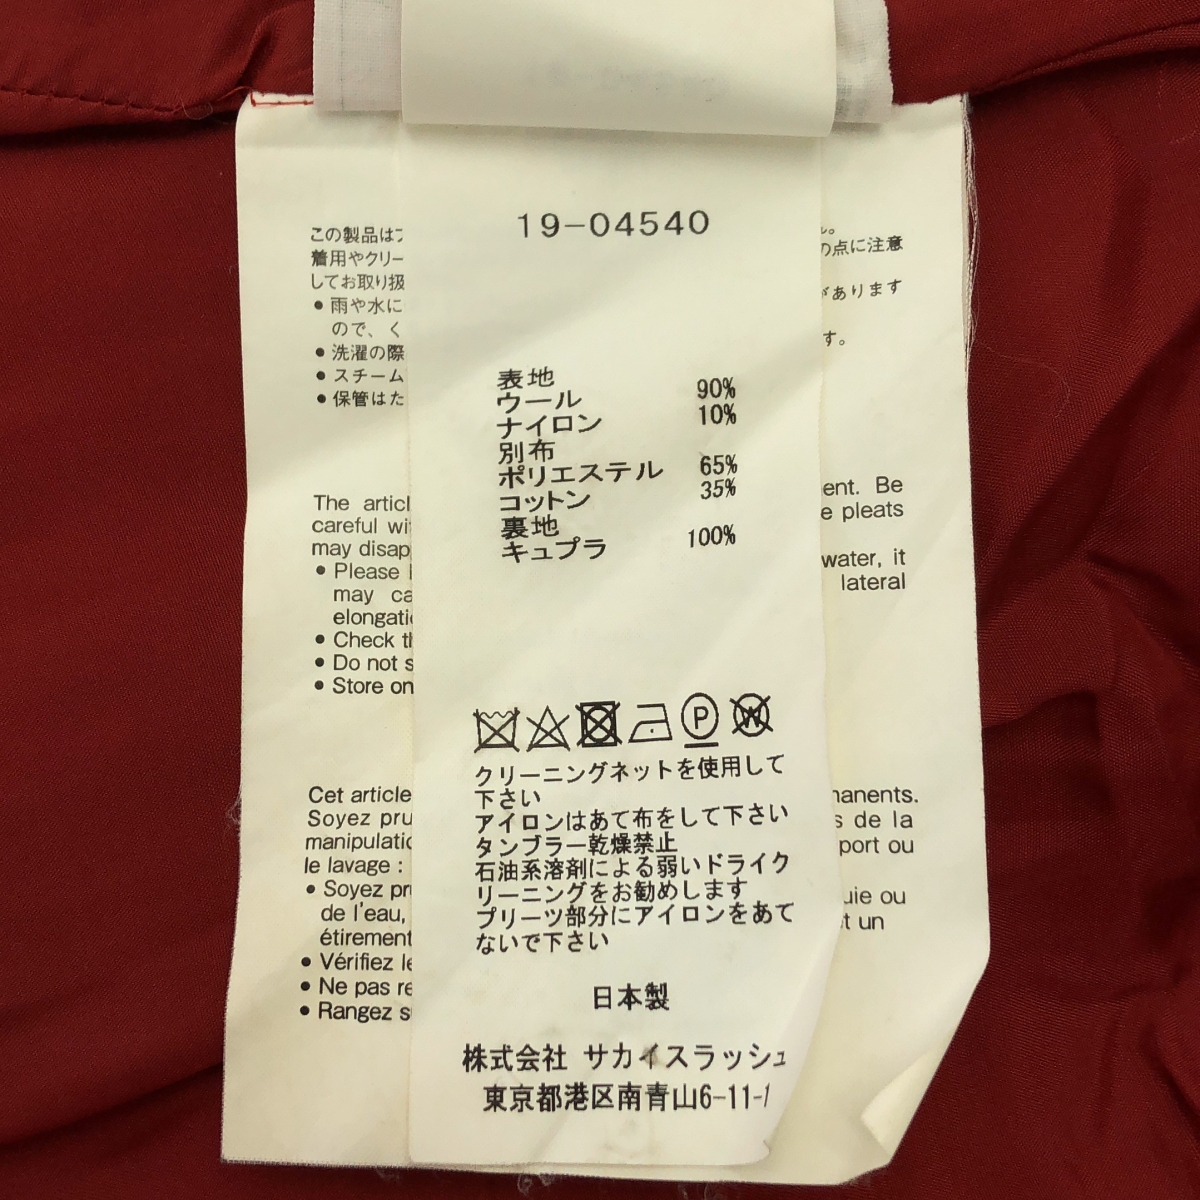 19-04540
表地
ウール 90%
ナイロン 10%
別布
ポリエステル 65%
コットン 35%
裏地
キュプラ 100%
P
W
クリーニングネットを使用して
下さい
アイロンはあて布をして下さい
タンブラー乾燥禁止
石油系溶剤による弱いドライク
リーニングをお勧めします
プリーツ部分にアイロンをあて
ないで下さい
日本製
株式会社 サカイスラッシュ
東京都港区南青山6-11-1
この製品は
着用やクリー
の点に注意
してお取り扱
があります
• 雨や水に
ので、く
す。
• 洗濯の際
• スチーム
• 保管はた
The articl
ent. Be
careful wi
e pleats
may disap
• Please
water, it
may ca
lateral
elongati
• Check t
• Do not s
• Store on
Cet article
manents.
Soyez pru
s de la
manipulati
port ou
le lavage :
• Soyez pr
uie ou
de l'eau,
et un
étirement
• Vérifiez le
• Ne pas re
• Rangez s